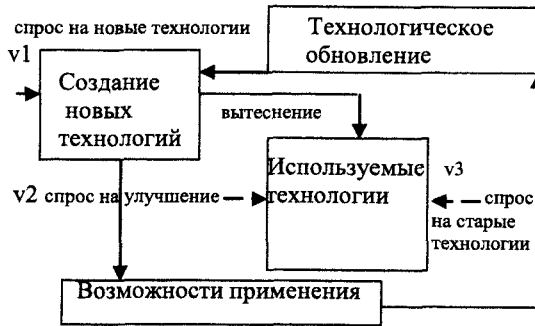 спрос на новые технологии
Технологическое
обновление
v1
Создание
новых
технологий
вытеснение
Используемые
технологии
v3
v2 спрос на улучшение
спрос
на старые
технологии
Возможности применения